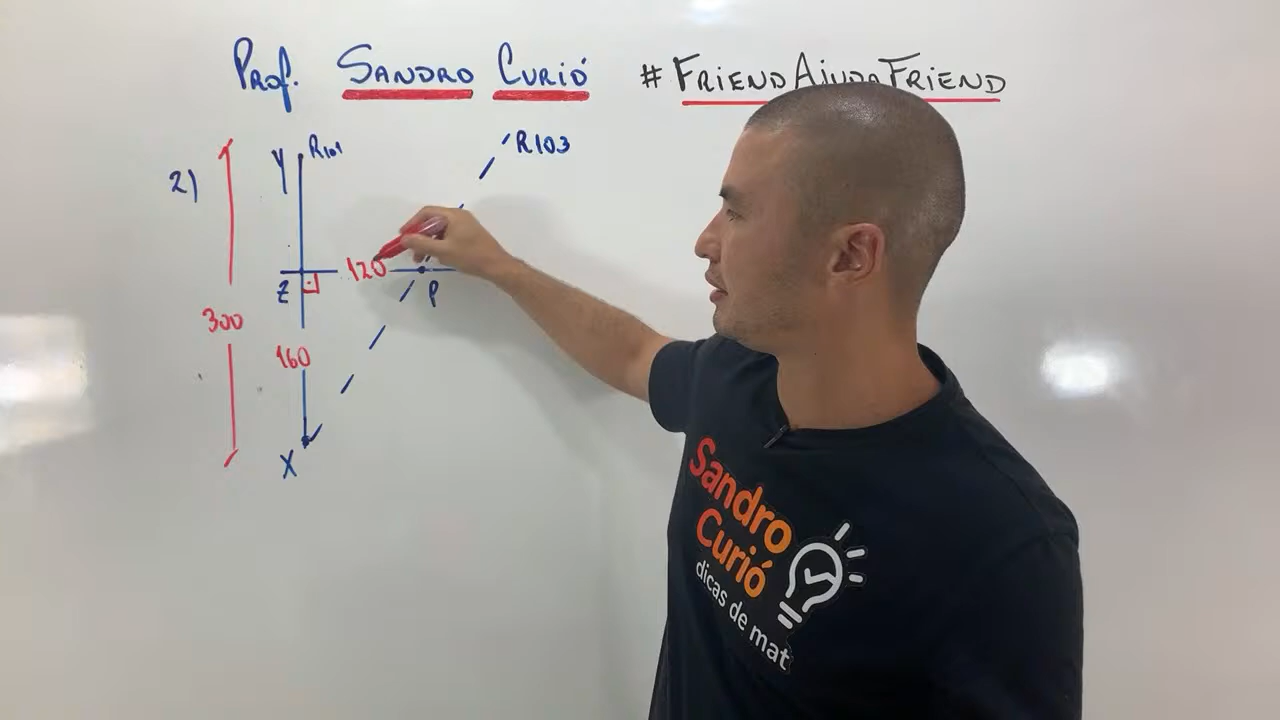 Prof. Sandro Curió #FriendAjudaFriend
2)
Y R101
R103
120
Z P
300
160
X
Sandro
Curió
dicas de mat